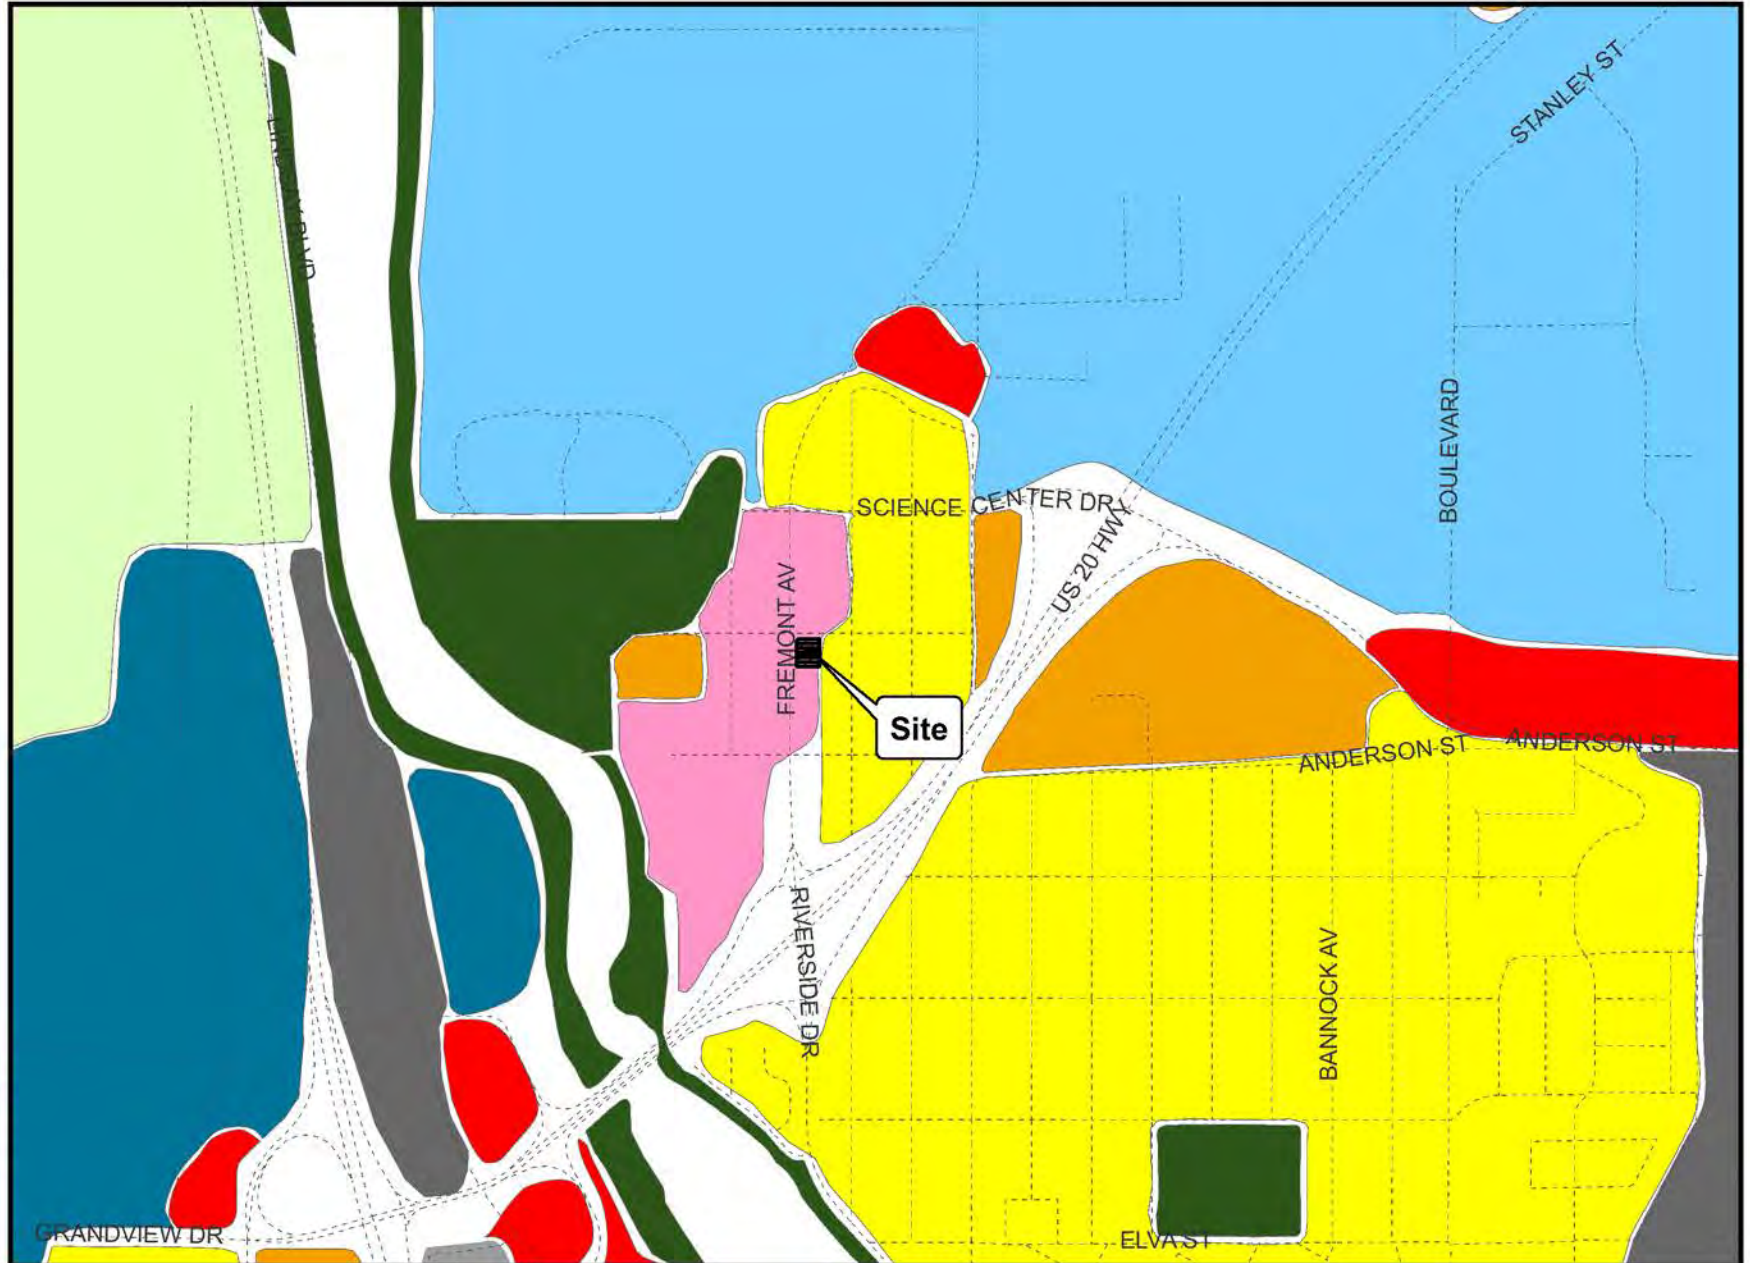 STANLEY ST
BOULEVARD
SCIENCE CENTER DR
US 20 HWY
FREMONT AV
Site
ANDERSON ST
ANDERSON ST
RIVERSIDE DR
BANNOCK AV
GRANDVIEW DR
ELVA ST